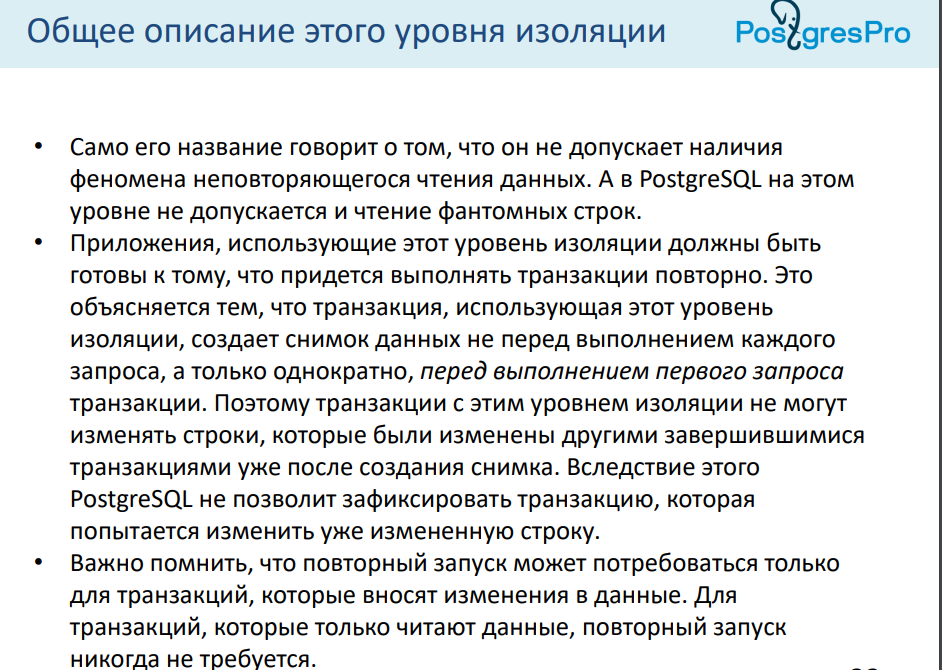 Общее описание этого уровня изоляции
PostgresPro
• Само его название говорит о том, что он не допускает наличия
феномена неповторяющегося чтения данных. А в PostgreSQL на этом
уровне не допускается и чтение фантомных строк.
• Приложения, использующие этот уровень изоляции должны быть
готовы к тому, что придется выполнять транзакции повторно. Это
объясняется тем, что транзакция, использующая этот уровень
изоляции, создает снимок данных не перед выполнением каждого
запроса, а только однократно, перед выполнением первого запроса
транзакции. Поэтому транзакции с этим уровнем изоляции не могут
изменять строки, которые были изменены другими завершившимися
транзакциями уже после создания снимка. Вследствие этого
PostgreSQL не позволит зафиксировать транзакцию, которая
попытается изменить уже измененную строку.
• Важно помнить, что повторный запуск может потребоваться только
для транзакций, которые вносят изменения в данные. Для
транзакций, которые только читают данные, повторный запуск
никогда не требуется.